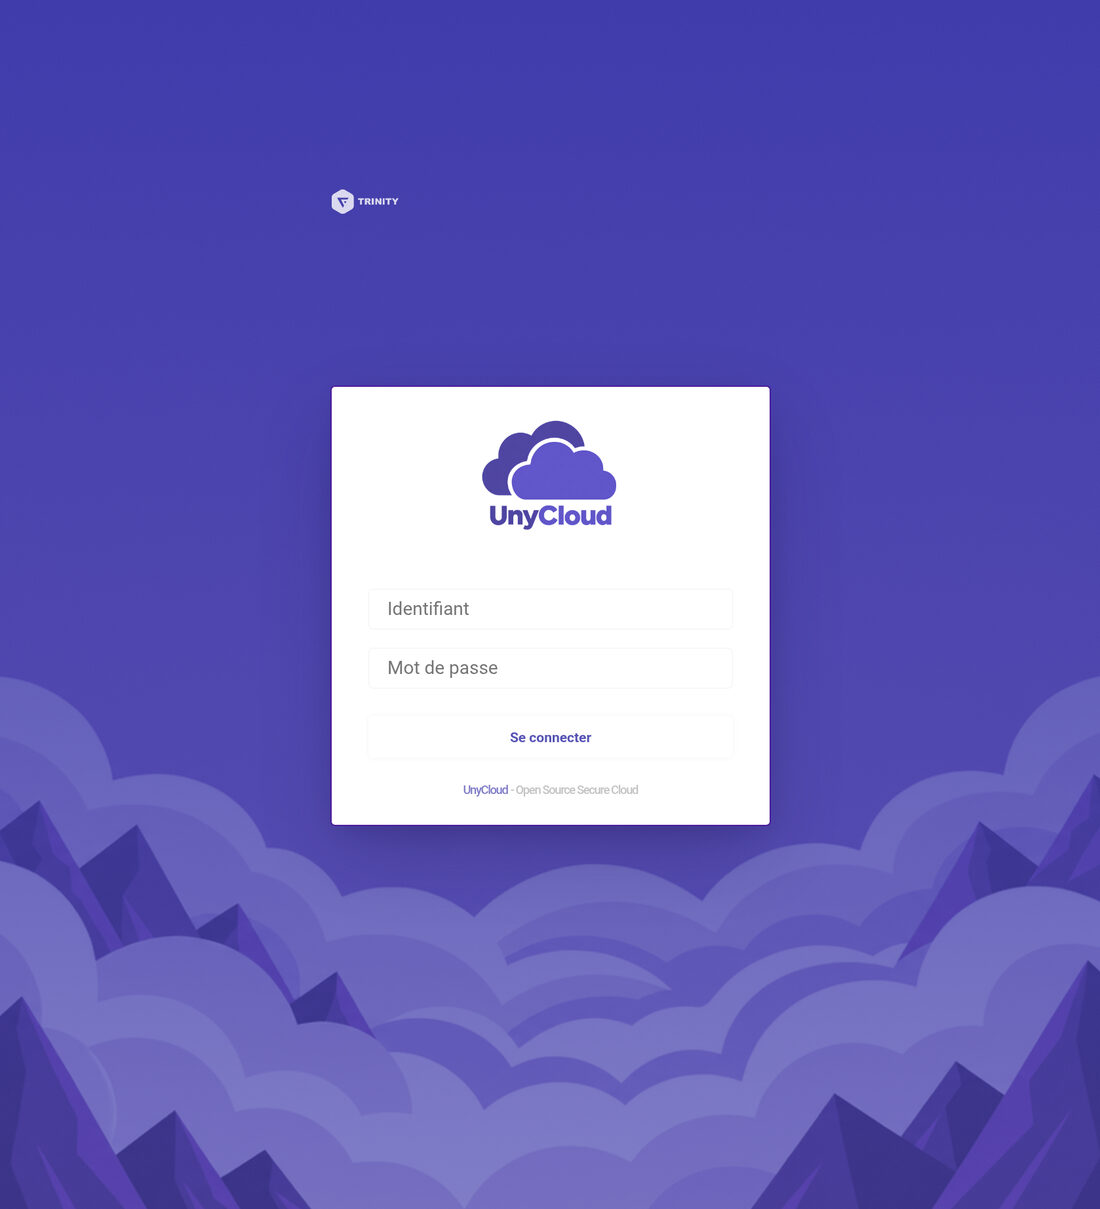 TRINITY
UnyCloud
Identifiant
Mot de passe
Se connecter
UnyCloud - Open Source Secure Cloud